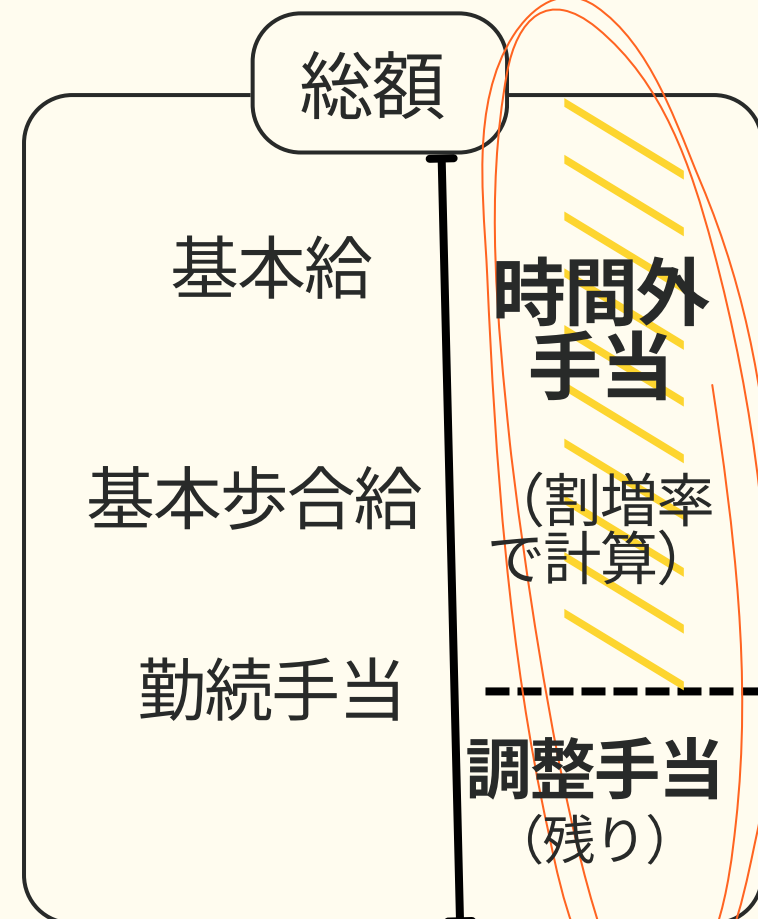 総額
基本給
基本歩合給
勤続手当
時間外
手当
（割増率
で計算）
調整手当
（残り）